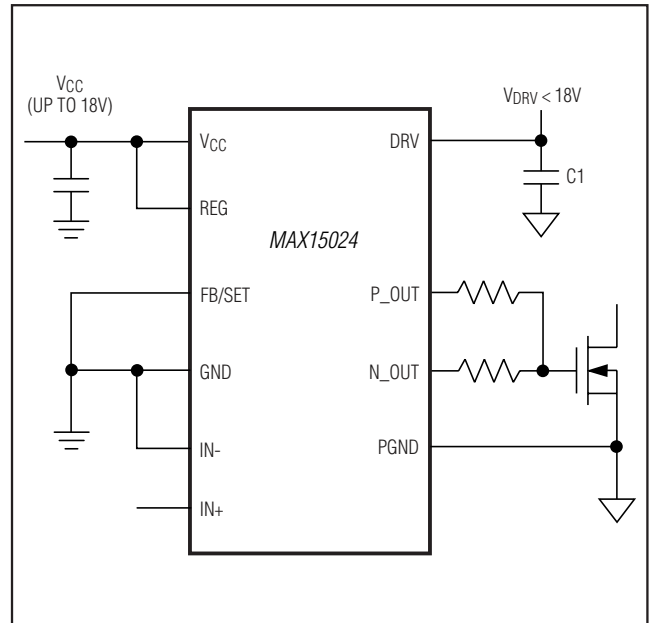 VCC
(UP TO 18V)
VDRV < 18V
VCC
DRV
C1
REG
MAX15024
FB/SET
P_OUT
GND
N_OUT
IN-
PGND
IN+